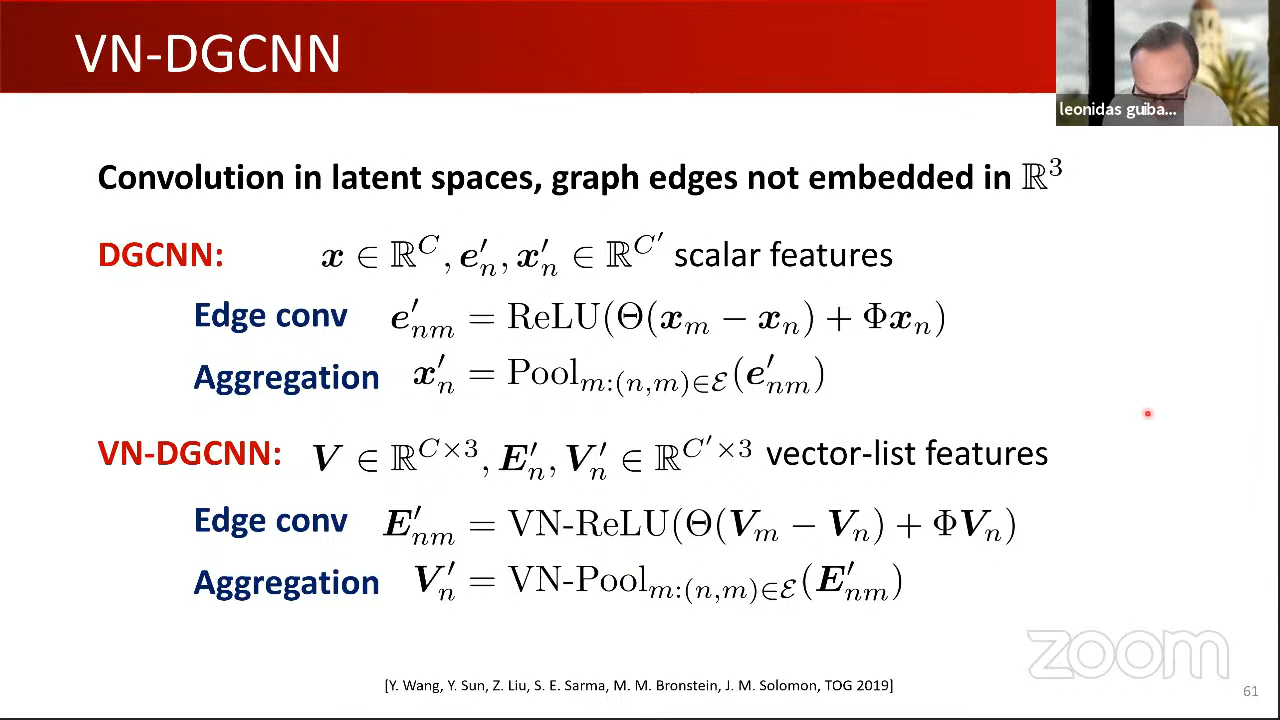 VN-DGCNN
leonidas guiba...
Convolution in latent spaces, graph edges not embedded in ℝ³
DGCNN: x ∈ ℝ^C, e′_n, x′_n ∈ ℝ^{C′} scalar features
Edge conv e′_{nm} = ReLU(Θ(x_m − x_n) + Φx_n)
Aggregation x′_n = Pool_{m:(n,m)∈ℰ}(e′_{nm})
VN-DGCNN: V ∈ ℝ^{C×3}, E′_n, V′_n ∈ ℝ^{C′×3} vector-list features
Edge conv E′_{nm} = VN-ReLU(Θ(V_m − V_n) + ΦV_n)
Aggregation V′_n = VN-Pool_{m:(n,m)∈ℰ}(E′_{nm})
zoom
[Y. Wang, Y. Sun, Z. Liu, S. E. Sarma, M. M. Bronstein, J. M. Solomon, TOG 2019]
61